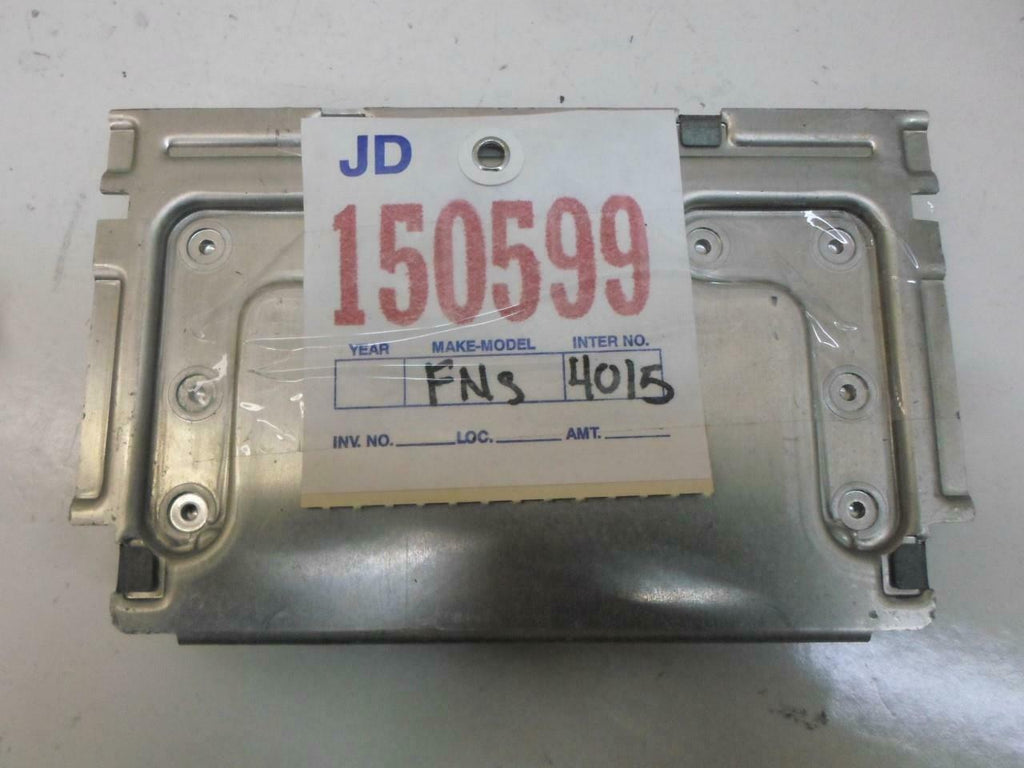 JD
150599
YEAR MAKE-MODEL INTER NO.
FNS 4015
INV. NO. LOC. AMT.